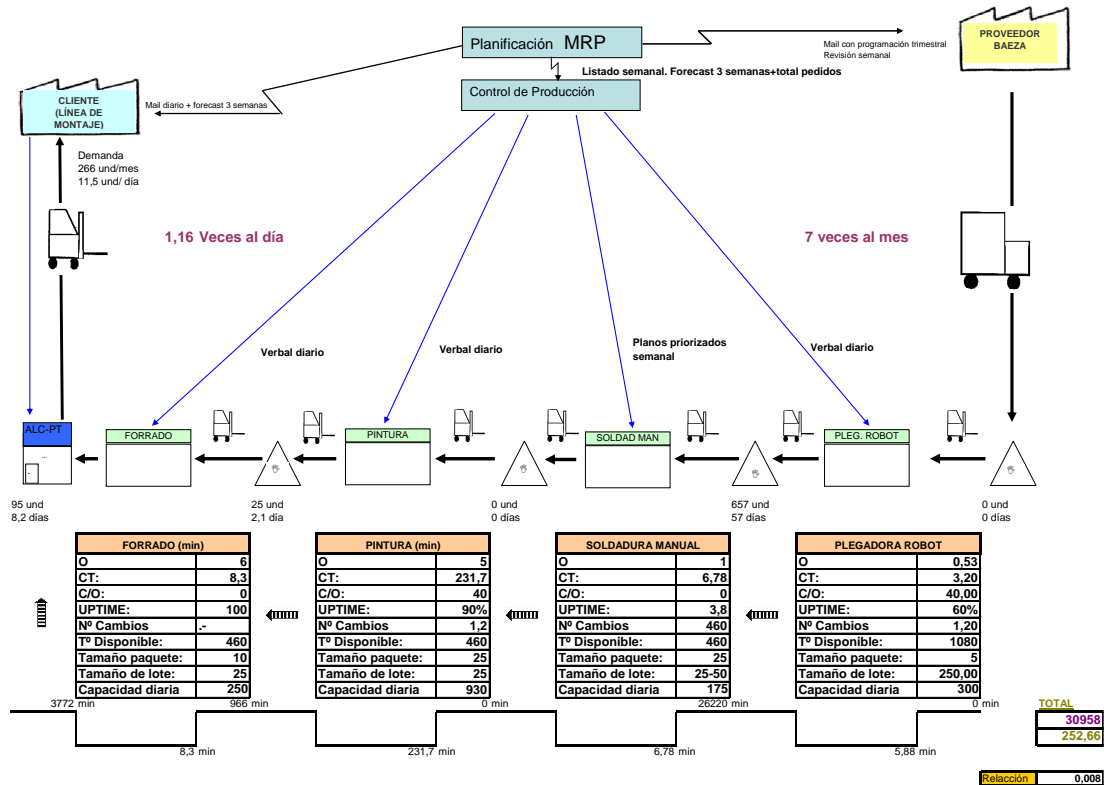 Planificación MRP
Mail con programación trimestral
Revisión semanal
PROVEEDOR
BAEZA
Listado semanal. Forecast 3 semanas+total pedidos
Control de Producción
CLIENTE
(LÍNEA DE
MONTAJE)
Mail diario + forecast 3 semanas
Demanda
266 und/mes
11,5 und/ día
1,16 Veces al día
7 veces al mes
Verbal diario
Verbal diario
Planos priorizados
semanal
Verbal diario
ALC-PT
FORRADO
PINTURA
SOLDAD MAN
PLEG. ROBOT
95 und
8,2 días
25 und
2,1 día
0 und
0 días
657 und
57 días
0 und
0 días
FORRADO (min)
O 6
CT: 8,3
C/O: 0
UPTIME: 100
Nº Cambios .-
Tº Disponible: 460
Tamaño paquete: 10
Tamaño de lote: 25
Capacidad diaria 250
PINTURA (min)
O 5
CT: 231,7
C/O: 40
UPTIME: 90%
Nº Cambios 1,2
Tº Disponible: 460
Tamaño paquete: 25
Tamaño de lote: 25
Capacidad diaria 930
SOLDADURA MANUAL
O 1
CT: 6,78
C/O: 0
UPTIME: 3,8
Nº Cambios 460
Tº Disponible: 460
Tamaño paquete: 25
Tamaño de lote: 25-50
Capacidad diaria 175
PLEGADORA ROBOT
O 0,53
CT: 3,20
C/O: 40,00
UPTIME: 60%
Nº Cambios 1,20
Tº Disponible: 1080
Tamaño paquete: 5
Tamaño de lote: 250,00
Capacidad diaria 300
3772 min
966 min
0 min
26220 min
0 min
TOTAL
30958
252,66
8,3 min
231,7 min
6,78 min
5,88 min
Relacción 0,008